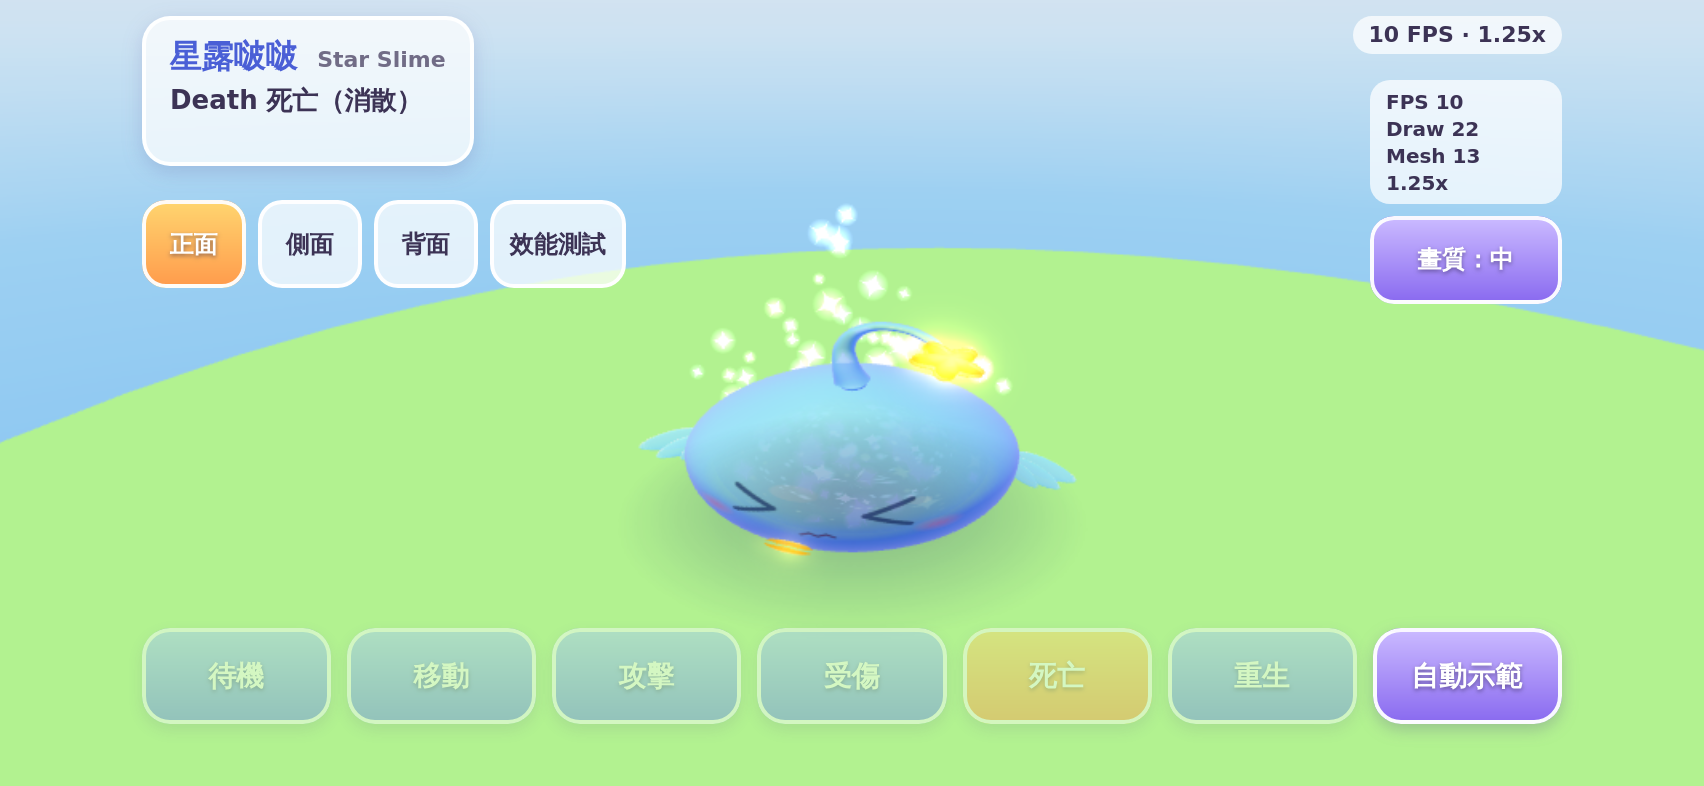 星露啵啵 Star Slime
Death 死亡（消散）
10 FPS · 1.25x
FPS 10
Draw 22
Mesh 13
1.25x
正面
側面
背面
效能測試
畫質：中
待機
移動
攻擊
受傷
死亡
重生
自動示範